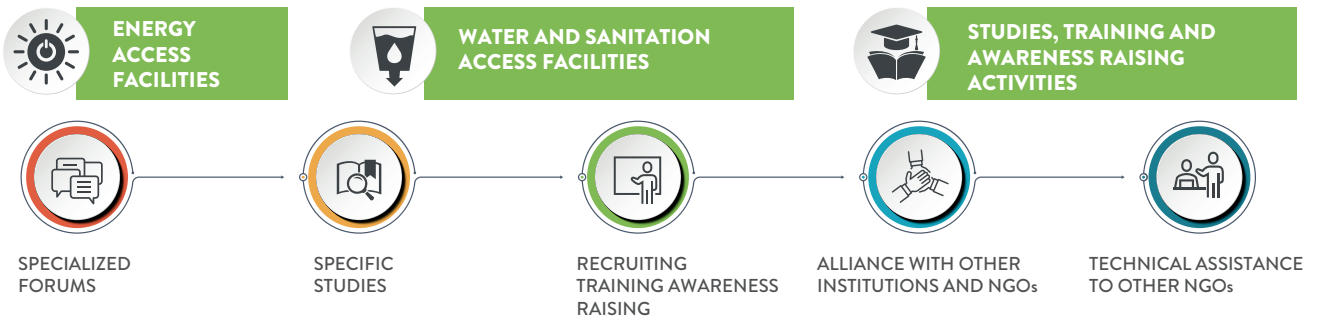 ENERGY
ACCESS
FACILITIES
WATER AND SANITATION
ACCESS FACILITIES
STUDIES, TRAINING AND
AWARENESS RAISING
ACTIVITIES
SPECIALIZED
FORUMS
SPECIFIC
STUDIES
RECRUITING
TRAINING AWARENESS
RAISING
ALLIANCE WITH OTHER
INSTITUTIONS AND NGOs
TECHNICAL ASSISTANCE
TO OTHER NGOs